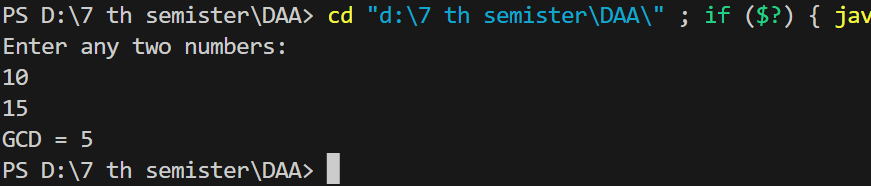 PS D:\7 th semister\DAA> cd "d:\7 th semister\DAA\" ; if ($?) { jav
Enter any two numbers:
10
15
GCD = 5
PS D:\7 th semister\DAA>